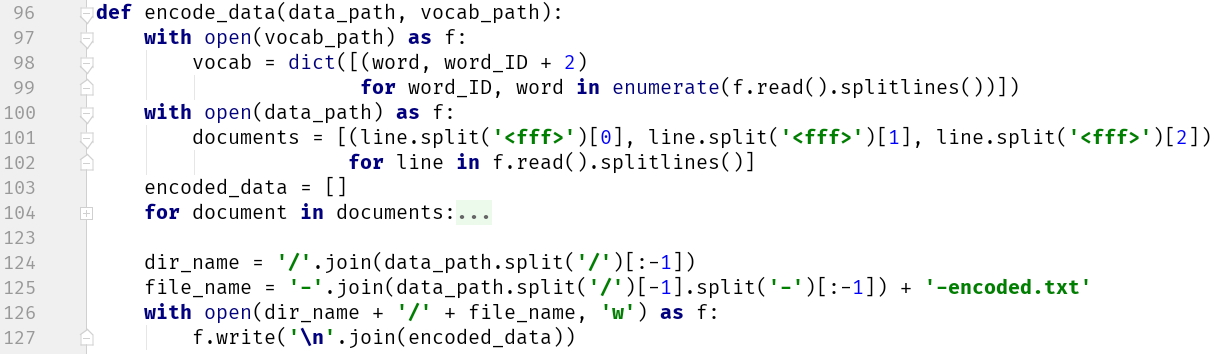 96 def encode_data(data_path, vocab_path):
97     with open(vocab_path) as f:
98         vocab = dict([(word, word_ID + 2)
99                       for word_ID, word in enumerate(f.read().splitlines())])
100     with open(data_path) as f:
101         documents = [(line.split('<fff>')[0], line.split('<fff>')[1], line.split('<fff>')[2])
102                      for line in f.read().splitlines()]
103     encoded_data = []
104     for document in documents:...
123
124     dir_name = '/'.join(data_path.split('/')[:-1])
125     file_name = '-'.join(data_path.split('/')[-1].split('-')[:-1]) + '-encoded.txt'
126     with open(dir_name + '/' + file_name, 'w') as f:
127         f.write('\n'.join(encoded_data))